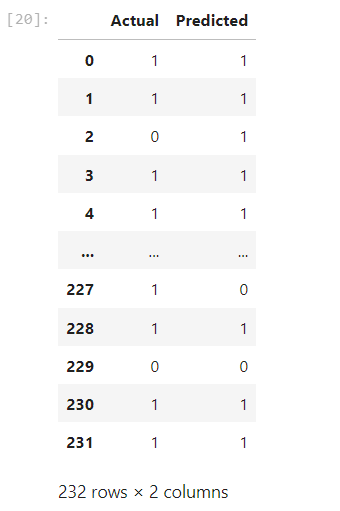 [20]:
Actual Predicted
0 1 1
1 1 1
2 0 1
3 1 1
4 1 1
... ... ...
227 1 0
228 1 1
229 0 0
230 1 1
231 1 1
232 rows × 2 columns